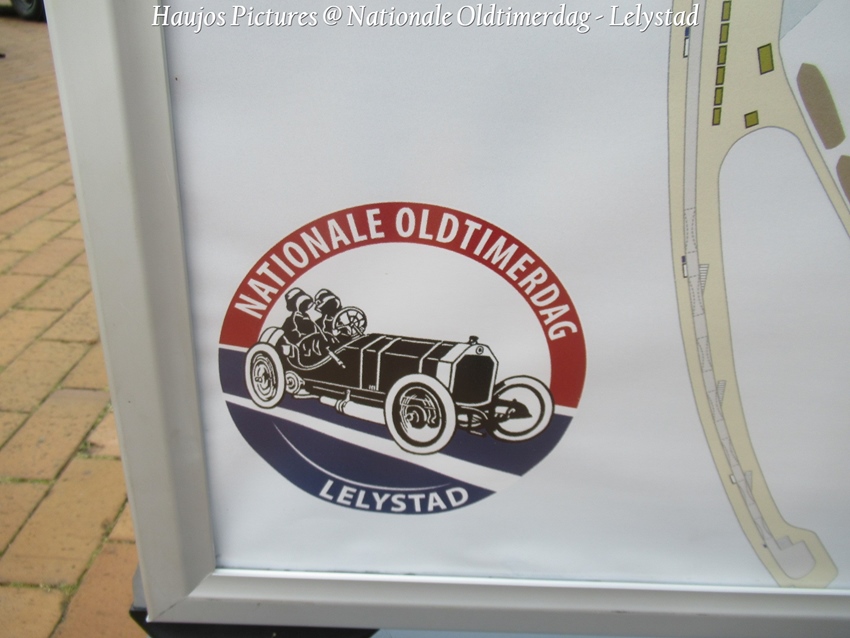 Haujos Pictures @ Nationale Oldtimerdag - Lelystad
NATIONALE OLDTIMERDAG
LELYSTAD